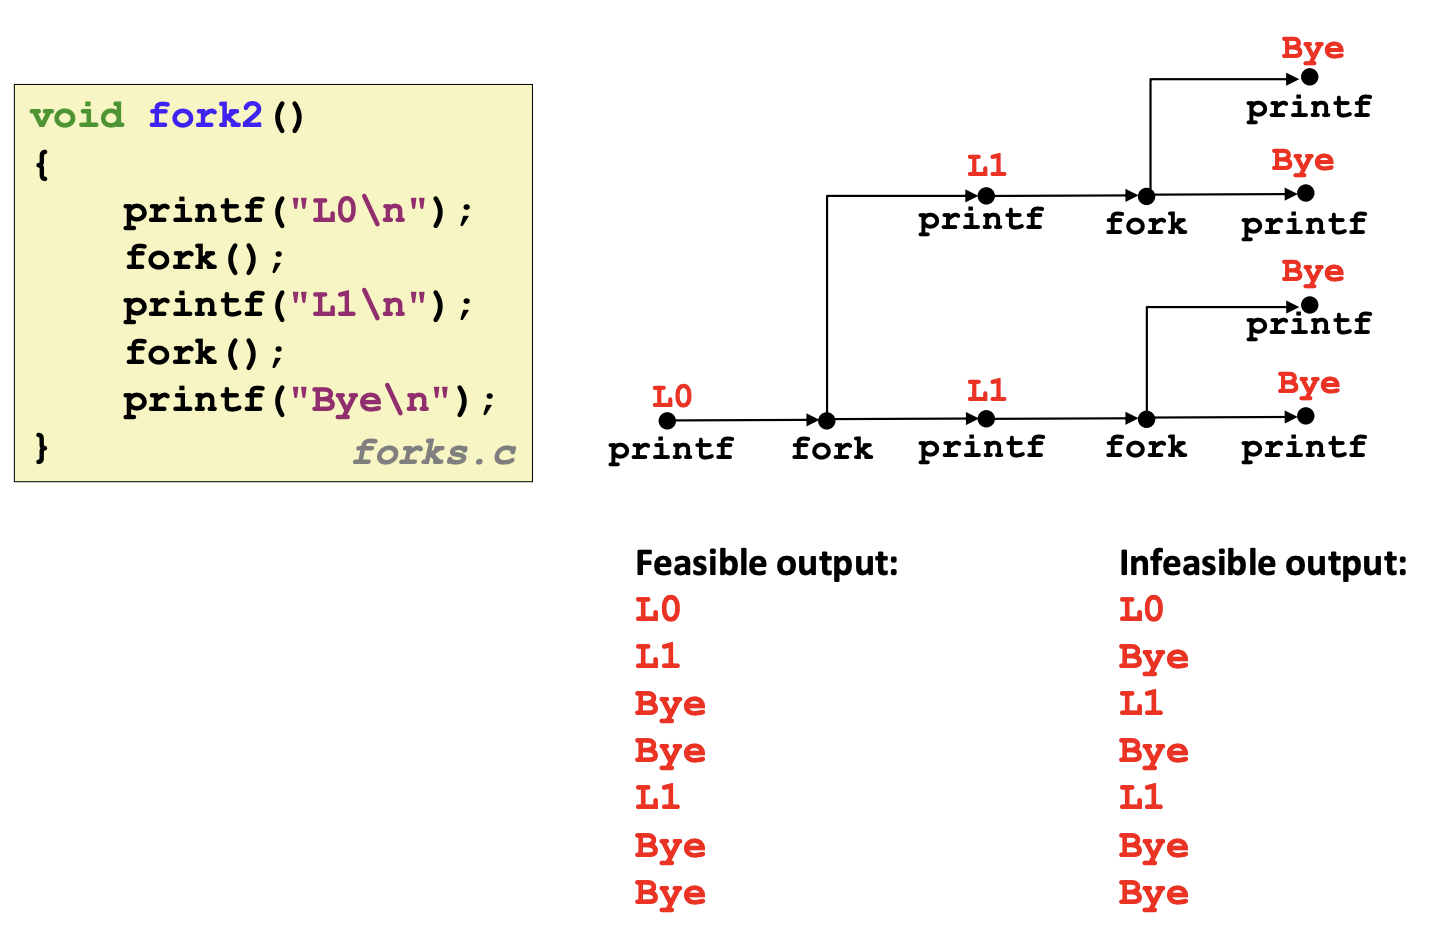 void fork2()
{
    printf("L0\n");
    fork();
    printf("L1\n");
    fork();
    printf("Bye\n");
}
forks.c
Bye
printf
L1
Bye
printf
fork
printf
Bye
printf
L0
L1
Bye
printf
fork
printf
fork
printf
Feasible output:
L0
L1
Bye
Bye
L1
Bye
Bye
Infeasible output:
L0
Bye
L1
Bye
L1
Bye
Bye